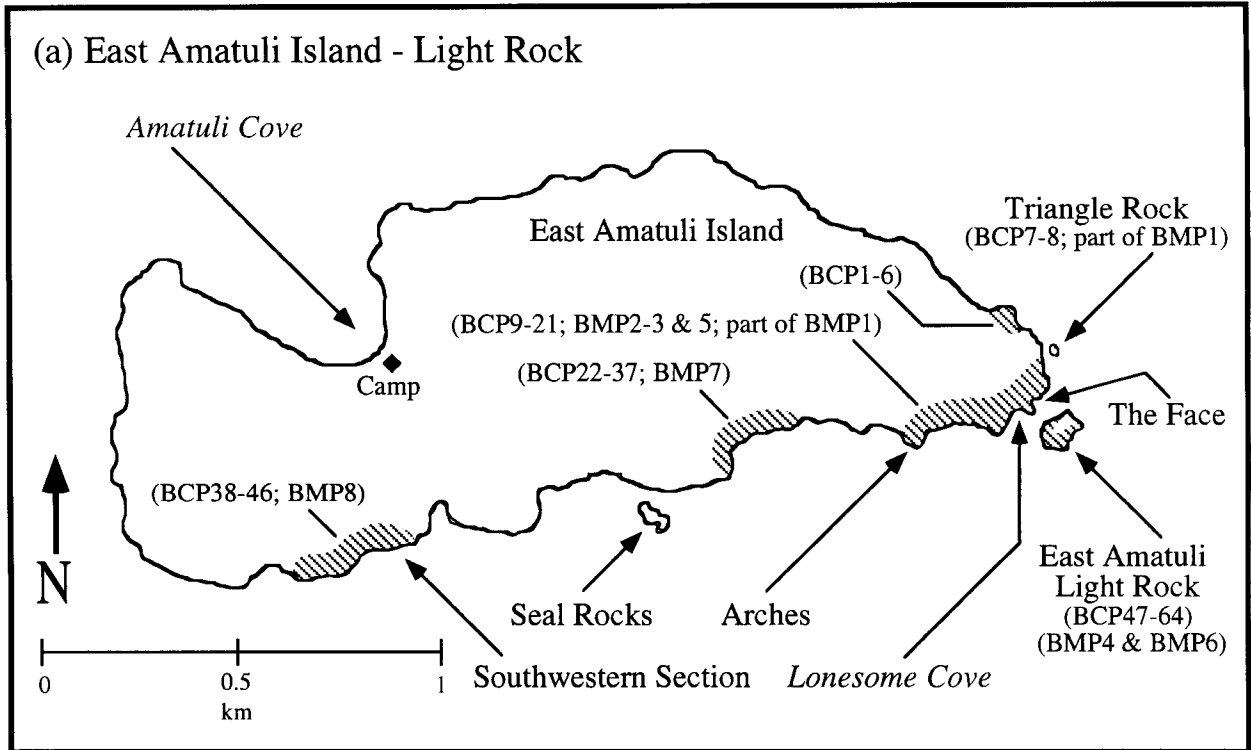 (a) East Amatuli Island - Light Rock
Amatuli Cove
East Amatuli Island
Triangle Rock
(BCP7-8; part of BMP1)
(BCP1-6)
(BCP9-21; BMP2-3 & 5; part of BMP1)
(BCP22-37; BMP7)
Camp
The Face
(BCP38-46; BMP8)
N
East Amatuli
Light Rock
(BCP47-64)
(BMP4 & BMP6)
Seal Rocks
Arches
Southwestern Section
Lonesome Cove
0
0.5
1
km